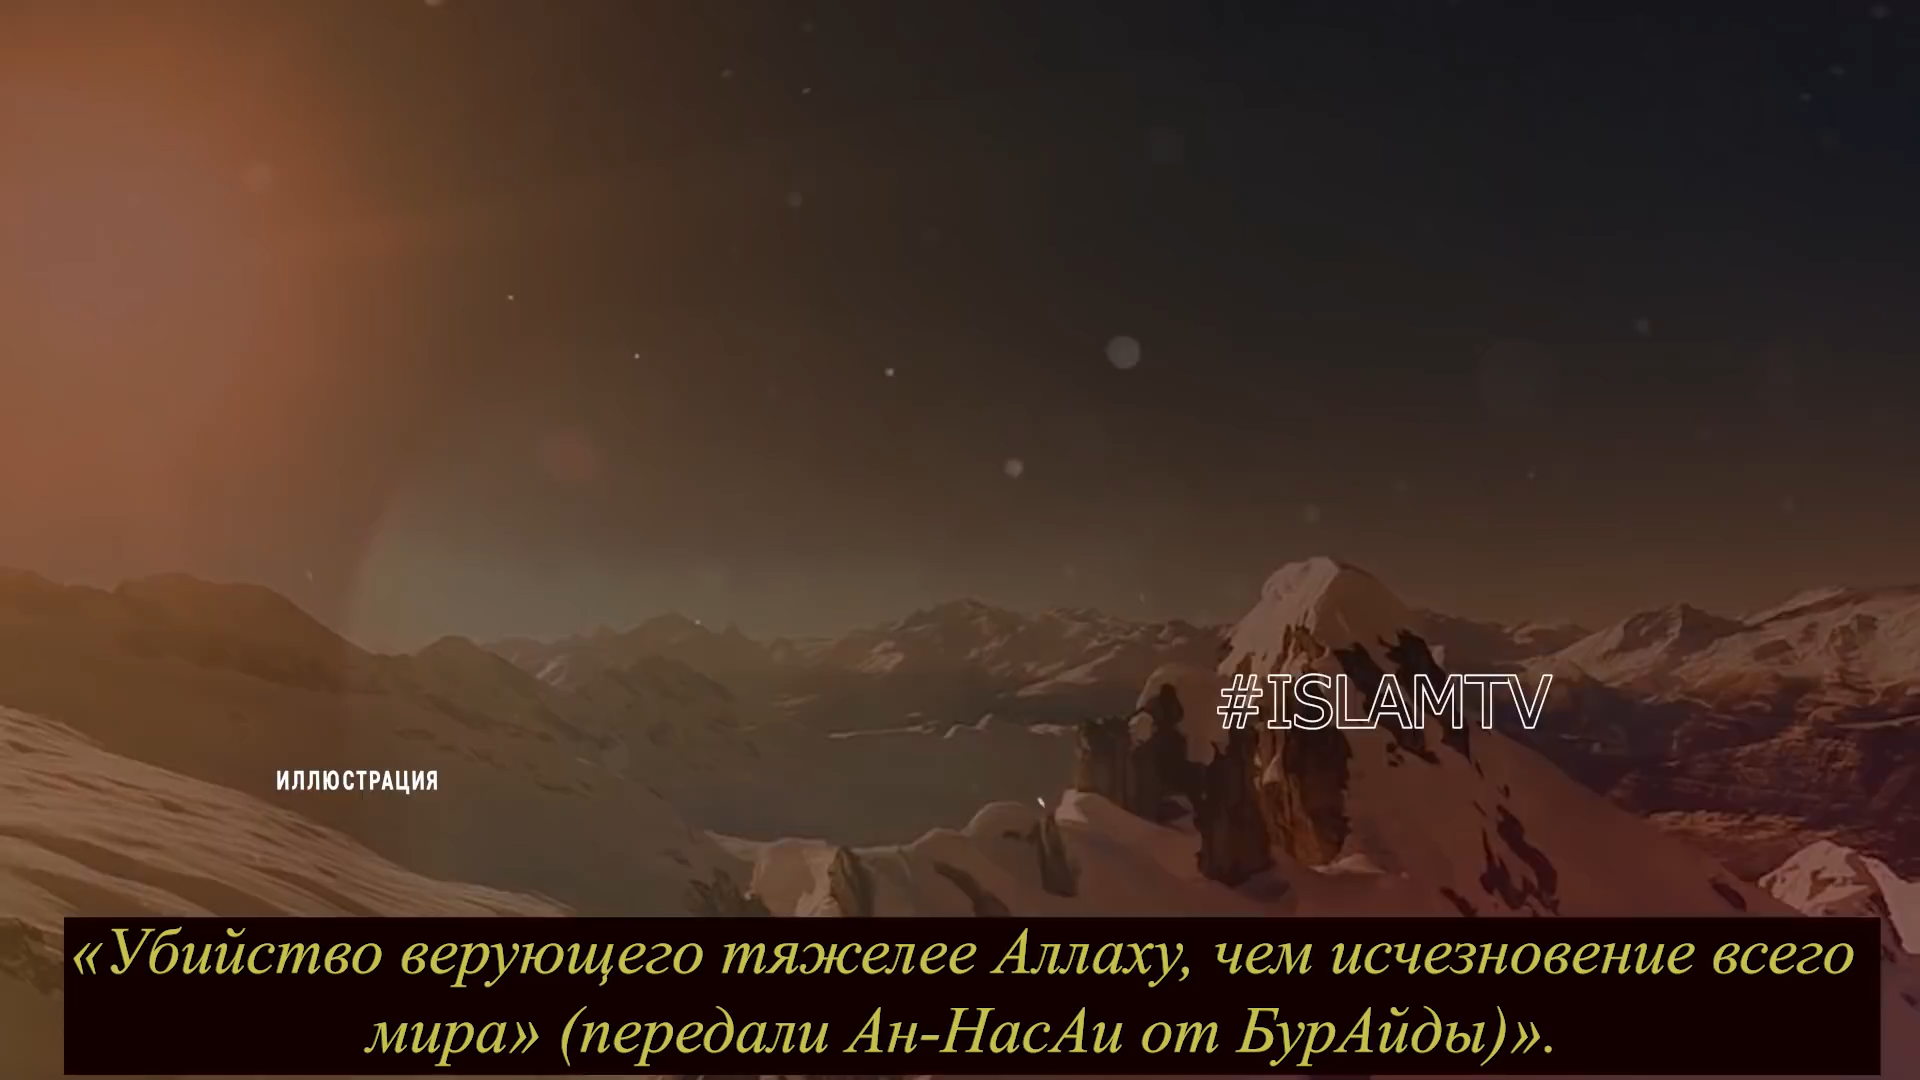 #ISLAMTV
ИЛЛЮСТРАЦИЯ
«Убийство верующего тяжелее Аллаху, чем исчезновение всего
мира» (передали Ан-НасАи от БурАйды)».